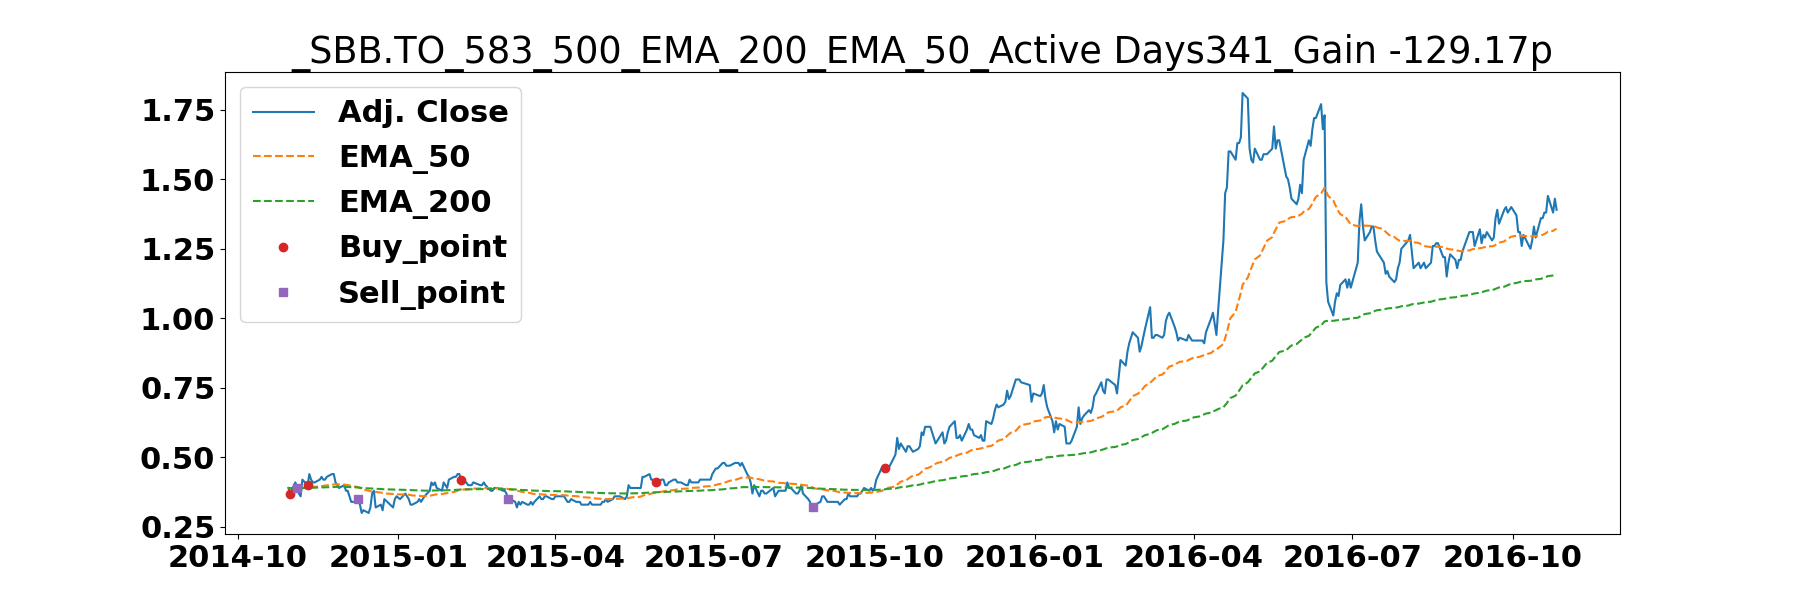 _SBB.TO_583_500_EMA_200_EMA_50_Active Days341_Gain -129.17p
Adj. Close
EMA_50
EMA_200
Buy_point
Sell_point
1.75
1.50
1.25
1.00
0.75
0.50
0.25
2014-10 2015-01 2015-04 2015-07 2015-10 2016-01 2016-04 2016-07 2016-10